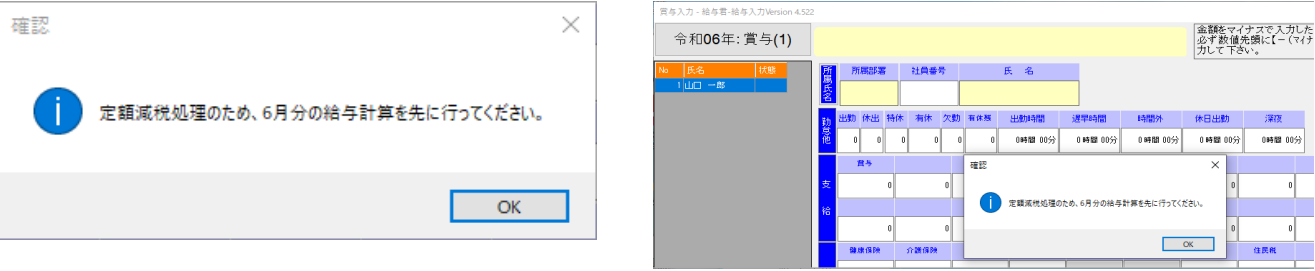 確認
定額減税処理のため、6月分の給与計算を先に行ってください。
OK
賞与入力 - 給与君-給与入力Version 4,522
令和06年: 賞与(1)
金額をマイナスで入力した
必ず数値先頭に【－(マイナ
力して下さい。
No 氏名 状態
1 山口 一郎
所属氏名
所属部署 社員番号 氏 名
勤怠他
出勤 休出 特休 有休 欠勤 有休残 出勤時間 遅早時間 時間外 休日出勤 深夜
0 0 0 0 0 0 0時間 00分 0時間 00分 0時間 00分 0時間 00分 0時間 00分
支給
賞与
0 0 0 0
0 0 0 0
確認
定額減税処理のため、6月分の給与計算を先に行ってください。
OK
健康保険 介護保険 住民税